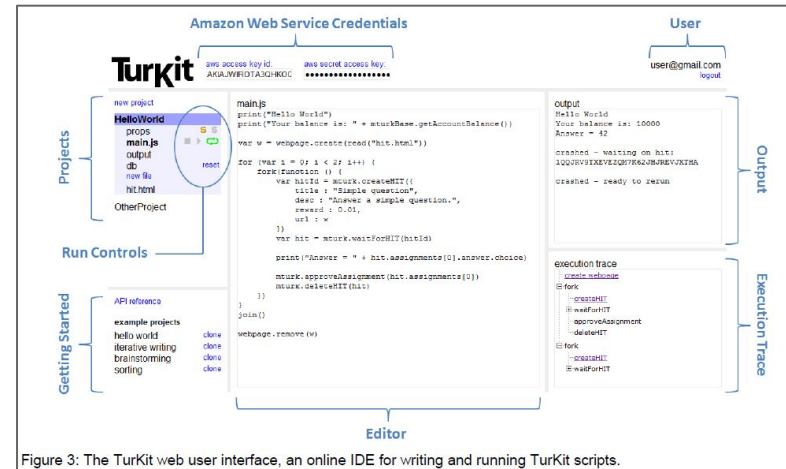 Amazon Web Service Credentials
User
TurKit
aws access key id:
aws secret access key:
user@gmail.com
logout
Projects
new project
HelloWorld
props
S S
main.js
output
db
reset
new file
hit.html
OtherProject
Run Controls
Getting Started
API reference
example projects
hello world clone
iterative writing clone
brainstorming clone
sorting clone
main.js
print("Hello World")
print("Your balance is: " + mturkBase.getAccountBalance())
var w = webpage.create(read("hit.html"))
for (var i = 0; i < 2; i++) {
fork(function () {
var hitId = mturk.createHIT({
title : "Simple question",
desc : "Answer a simple question.",
reward : 0.01,
url : w
})
var hit = mturk.waitForHIT(hitId)
print("Answer = " + hit.assignments[0].answer.choice)
mturk.approveAssignment(hit.assignments[0])
mturk.deleteHIT(hit)
})
}
join()
webpage.remove(w)
Editor
output
Hello World
Your balance is: 10000
Answer = 42
crashed - waiting on hit:
crashed - ready to rerun
Output
execution trace
create webpage
fork
createHIT
waitForHIT
approveAssignment
deleteHIT
fork
createHIT
waitForHIT
Execution Trace
Figure 3: The TurKit web user interface, an online IDE for writing and running TurKit scripts.